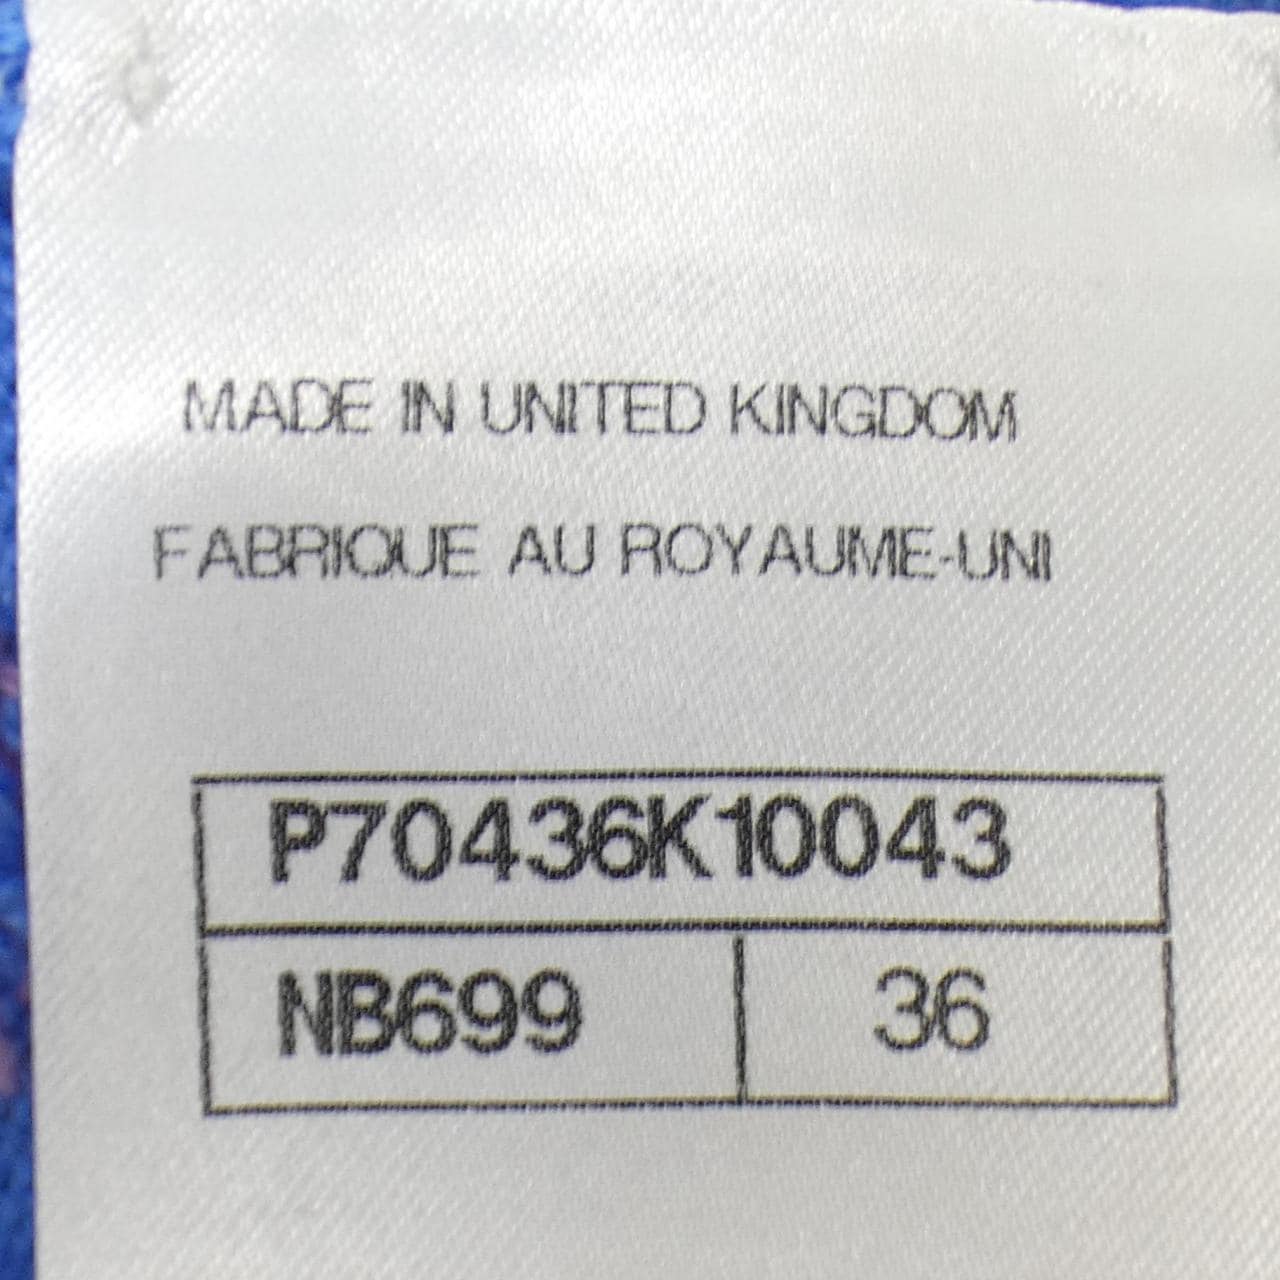 MADE IN UNITED KINGDOM
FABRIQUE AU ROYAUME-UNI
P70436K10043
NB699 36